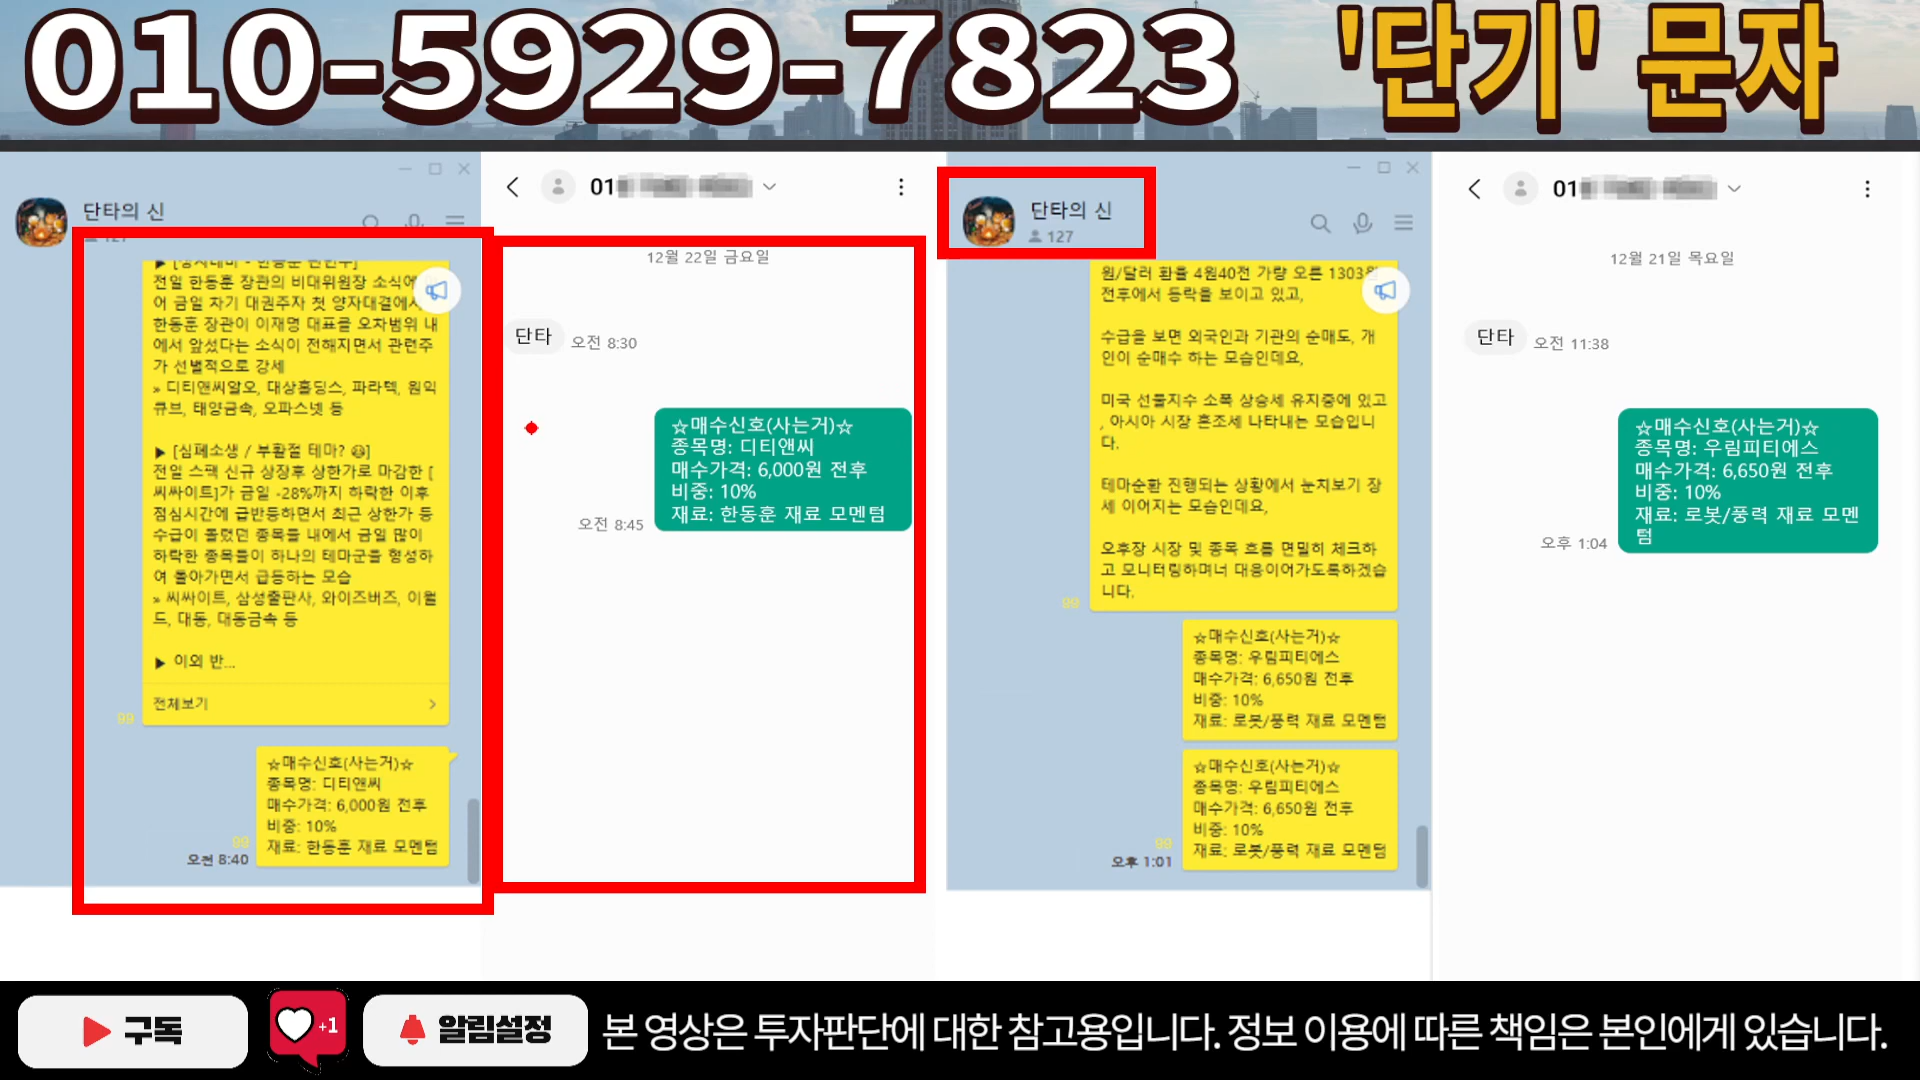 010-5929-7823 '단기' 문자
단타의 신
127
전일 한동훈 장관의 비대위원장 소식에
어 금일 차기 대권주자 첫 양자대결에서
한동훈 장관이 이재명 대표를 오차범위 내
에서 앞섰다는 소식이 전해지면서 관련주
가 선별적으로 강세
» 디티앤씨알오, 대상홀딩스, 파라텍, 원익
큐브, 태양금속, 오파스넷 등
▶ [심폐소생 / 부활절 테마? 😆]
전일 스팩 신규 상장후 상한가로 마감한 [
씨싸이트]가 금일 -28%까지 하락한 이후
점심시간에 급반등하면서 최근 상한가 등
수급이 몰렸던 종목들 내에서 금일 많이
하락한 종목들이 하나의 테마군을 형성하
여 돌아가면서 급등하는 모습
» 씨싸이트, 삼성출판사, 와이즈버즈, 이월
드, 대동, 대동금속 등
▶ 이외 반...
전체보기
99
☆매수신호(사는거)☆
종목명: 디티앤씨
매수가격: 6,000원 전후
비중: 10%
재료: 한동훈 재료 모멘텀
99
오전 8:40
01
12월 22일 금요일
단타
오전 8:30
☆매수신호(사는거)☆
종목명: 디티앤씨
매수가격: 6,000원 전후
비중: 10%
재료: 한동훈 재료 모멘텀
오전 8:45
단타의 신
127
원/달러 환율 4원40전 가량 오른 1303원
전후에서 등락을 보이고 있고,
수급을 보면 외국인과 기관의 순매도, 개
인이 순매수 하는 모습인데요,
미국 선물지수 소폭 상승세 유지중에 있고
, 아시아 시장 혼조세 나타내는 모습입니
다.
테마순환 진행되는 상황에서 눈치보기 장
세 이어지는 모습인데요,
오후장 시장 및 종목 흐름 면밀히 체크하
고 모니터링하며너 대응이어가도록하겠습
니다.
99
☆매수신호(사는거)☆
종목명: 우림피티에스
매수가격: 6,650원 전후
비중: 10%
재료: 로봇/풍력 재료 모멘텀
☆매수신호(사는거)☆
종목명: 우림피티에스
매수가격: 6,650원 전후
비중: 10%
재료: 로봇/풍력 재료 모멘텀
99
오후 1:01
01
12월 21일 목요일
단타
오전 11:38
☆매수신호(사는거)☆
종목명: 우림피티에스
매수가격: 6,650원 전후
비중: 10%
재료: 로봇/풍력 재료 모멘
텀
오후 1:04
구독
+1
알림설정
본 영상은 투자판단에 대한 참고용입니다. 정보 이용에 따른 책임은 본인에게 있습니다.